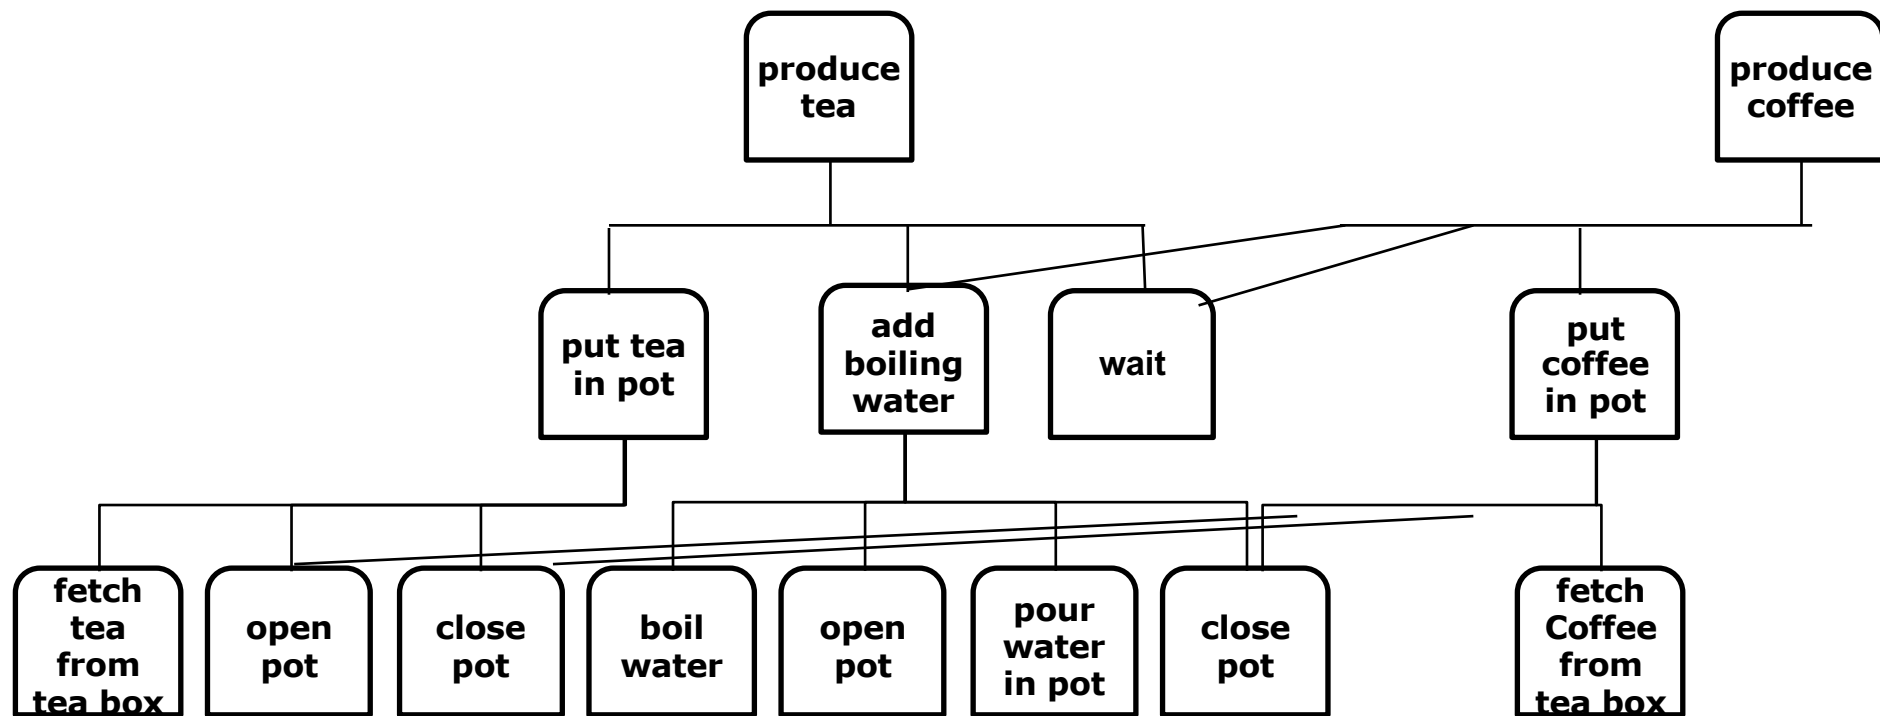 produce
tea
produce
coffee
put tea
in pot
add
boiling
water
wait
put
coffee
in pot
fetch
tea
from
tea box
open
pot
close
pot
boil
water
open
pot
pour
water
in pot
close
pot
fetch
Coffee
from
tea box